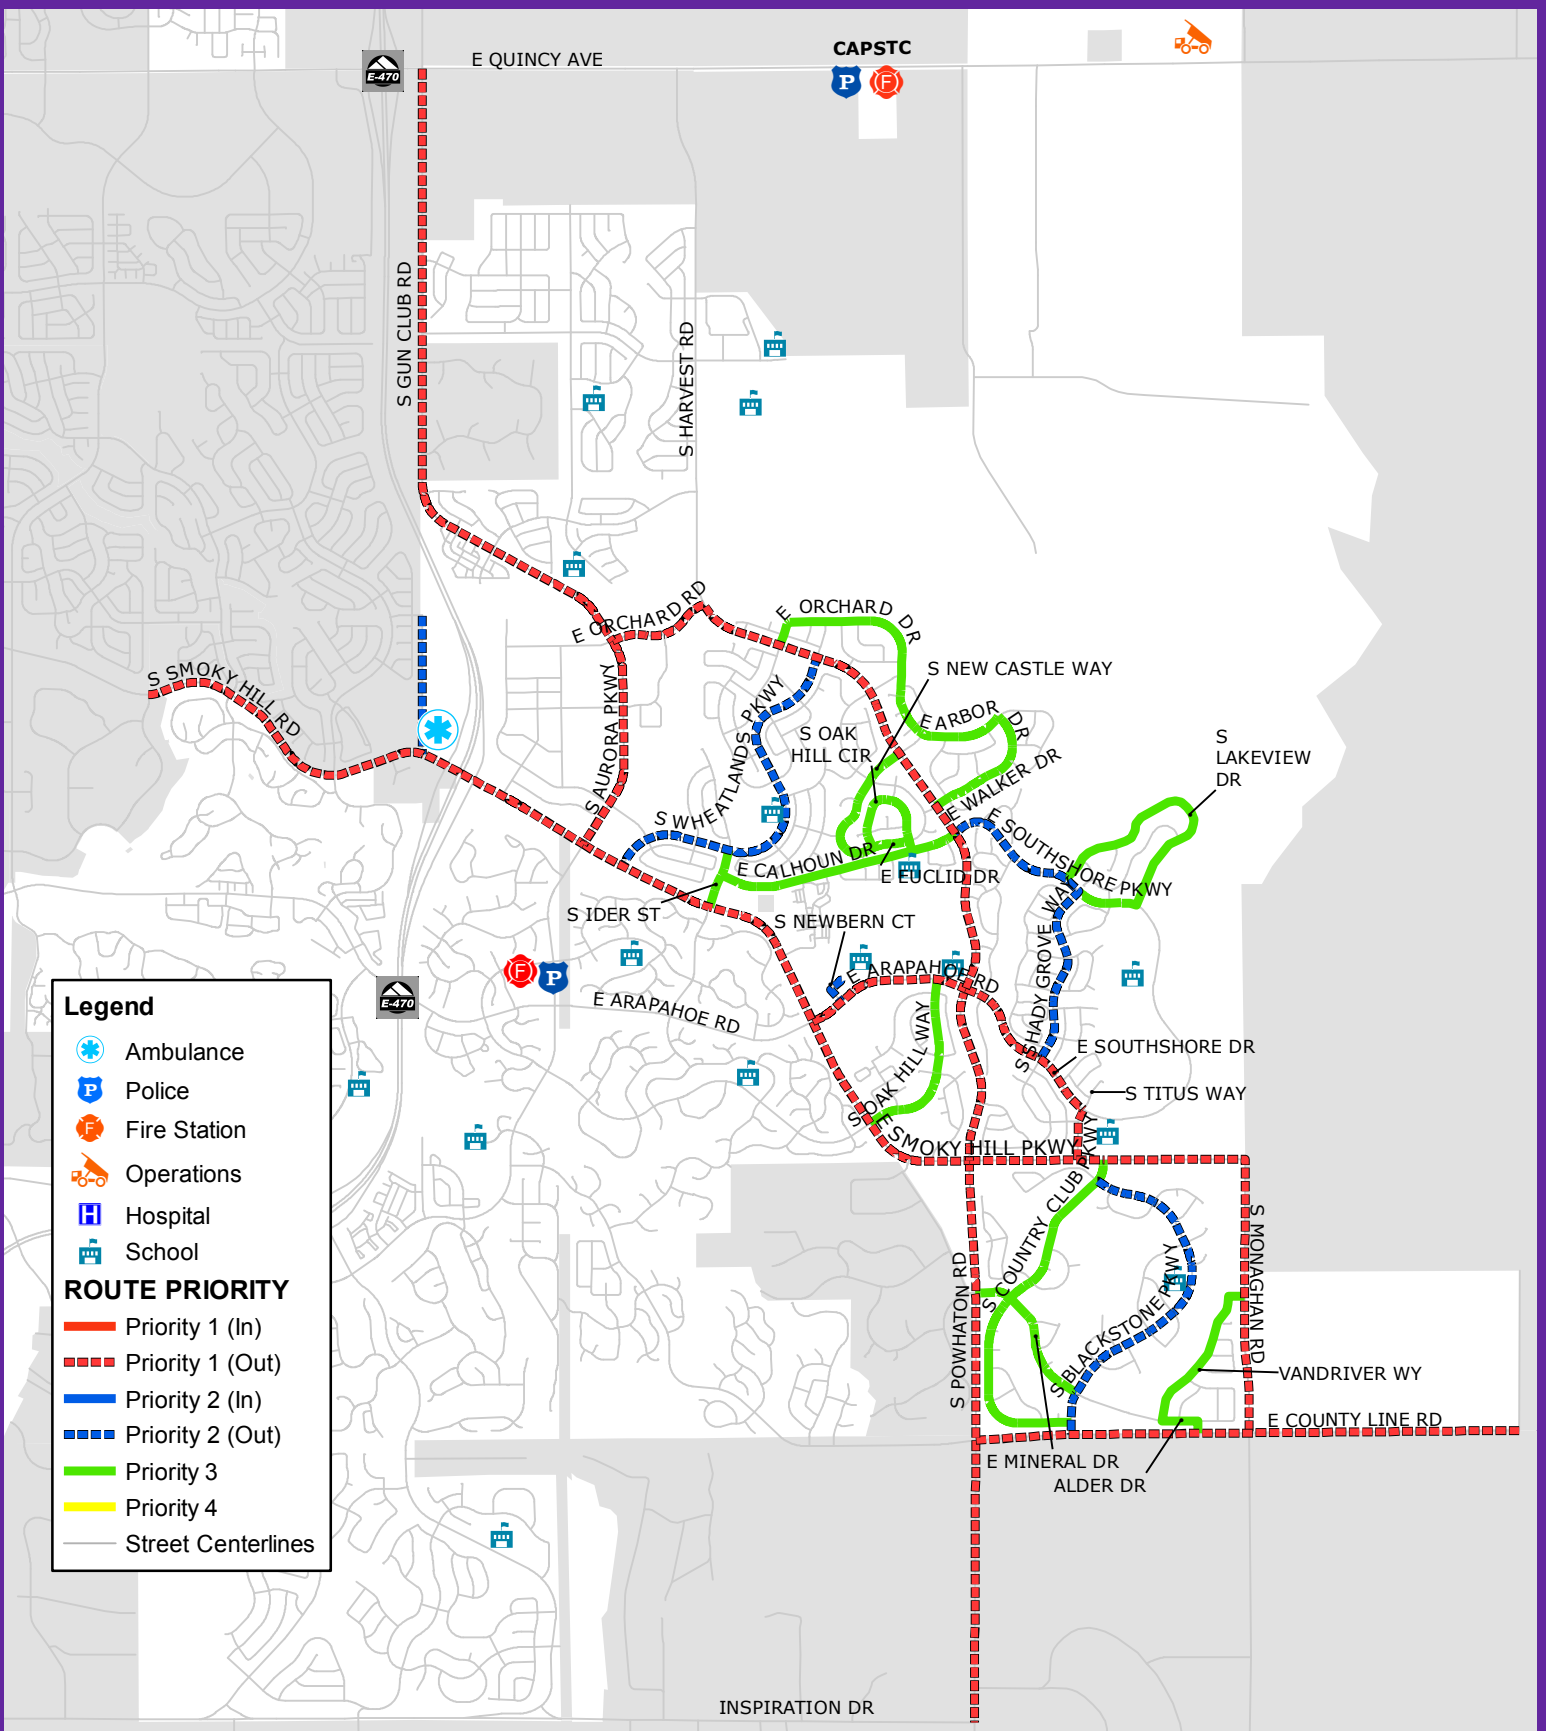 E QUINCY AVE
CAPSTC
E-470
P
F
S GUN CLUB RD
S HARVEST RD
E ORCHARD RD
E ORCHARD DR
S SMOKY HILL RD
S AURORA PKWY
S WHEATLANDS PKWY
S NEW CASTLE WAY
S OAK
HILL CIR
E ARBOR DR
E WALKER DR
S
LAKEVIEW
DR
E SOUTHSHORE PKWY
E CALHOUN DR
E EUCLID DR
S IDER ST
S NEWBERN CT
E ARAPAHOE RD
F
P
E-470
E ARAPAHOE RD
S SHADY GROVE WAY
E SOUTHSHORE DR
S TITUS WAY
S OAK HILL WAY
E SMOKY HILL PKWY
S COUNTRY CLUB PKWY
S POWHATON RD
S BLACKSTONE PKWY
S MONAGHAN RD
VANDRIVER WY
E COUNTY LINE RD
E MINERAL DR
ALDER DR
INSPIRATION DR
Legend
Ambulance
P Police
F Fire Station
Operations
H Hospital
School
ROUTE PRIORITY
Priority 1 (In)
Priority 1 (Out)
Priority 2 (In)
Priority 2 (Out)
Priority 3
Priority 4
Street Centerlines